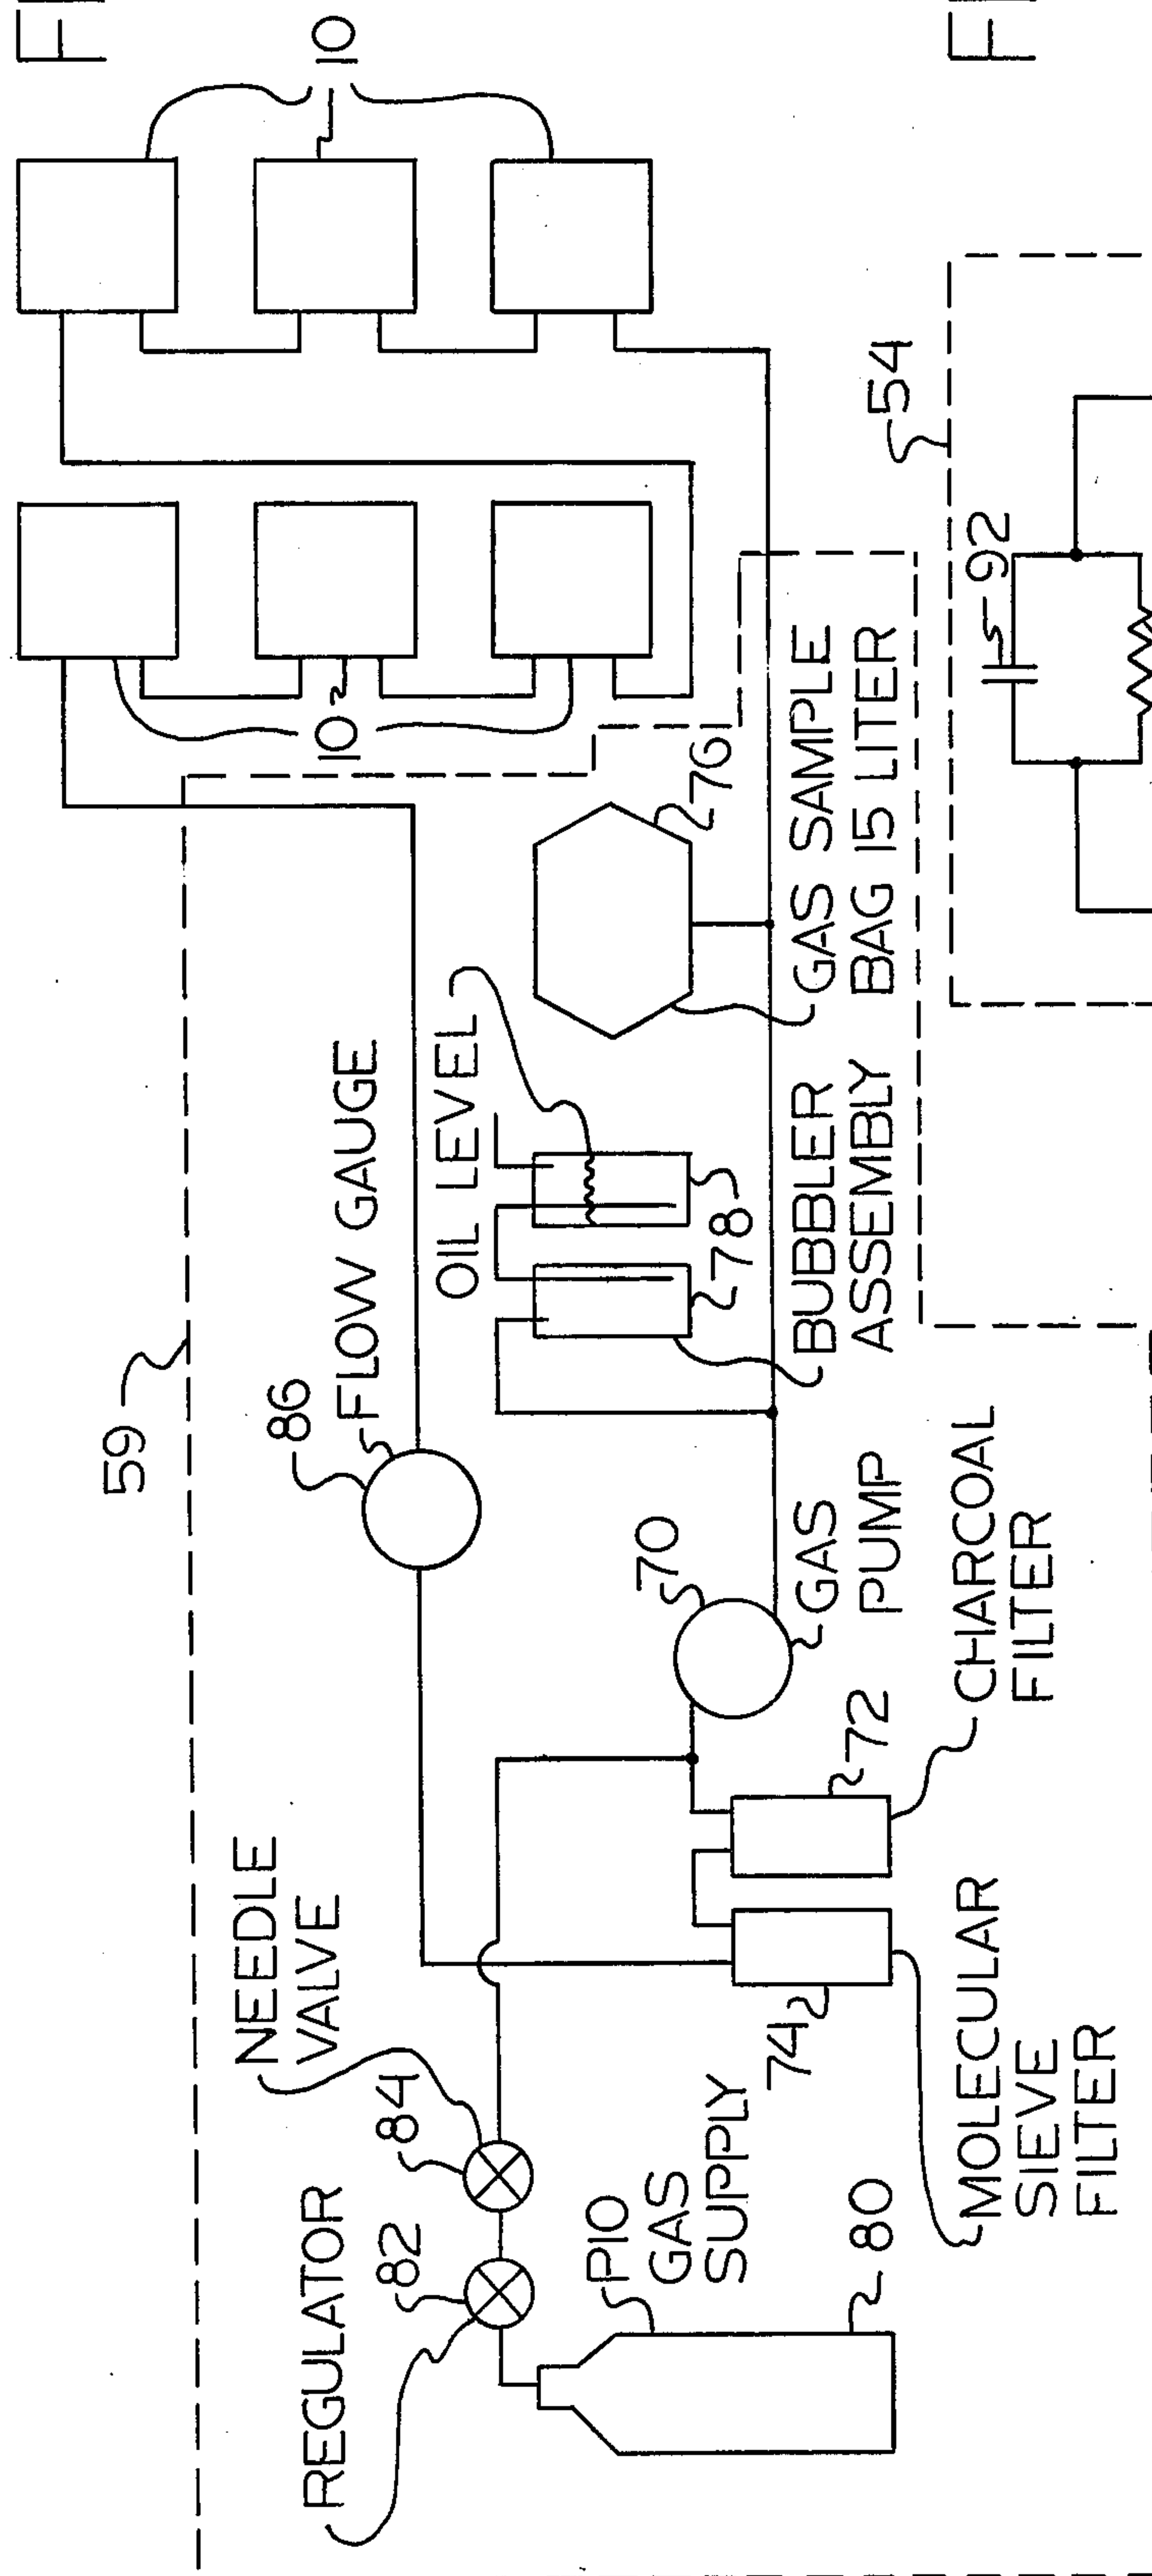 59
REGULATOR
82
84
NEEDLE
VALVE
86
FLOW GAUGE
OIL LEVEL
10
10
P10
GAS
SUPPLY
80
74
72
70
GAS
PUMP
78
76
BUBBLER
ASSEMBLY
GAS SAMPLE
BAG 15 LITER
MOLECULAR
SIEVE
FILTER
CHARCOAL
FILTER
54
92